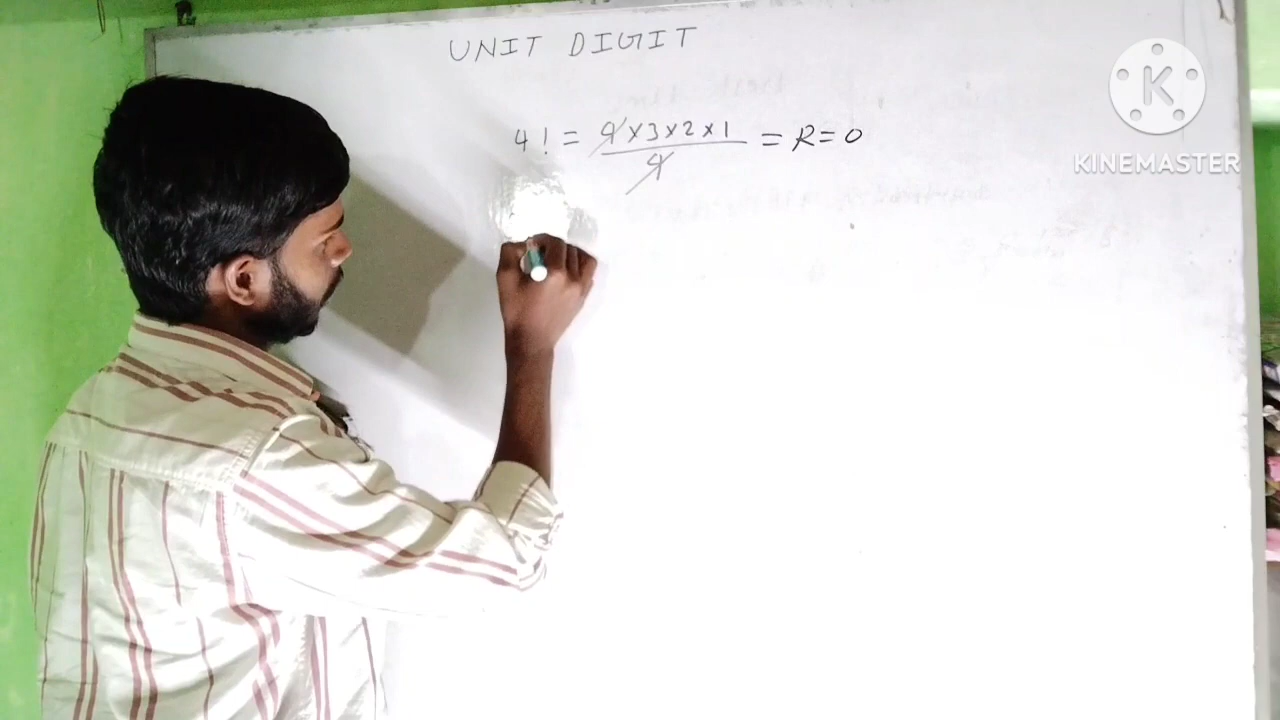 UNIT DIGIT
4! = 4×3×2×1/4 = R=0
K
KINEMASTER